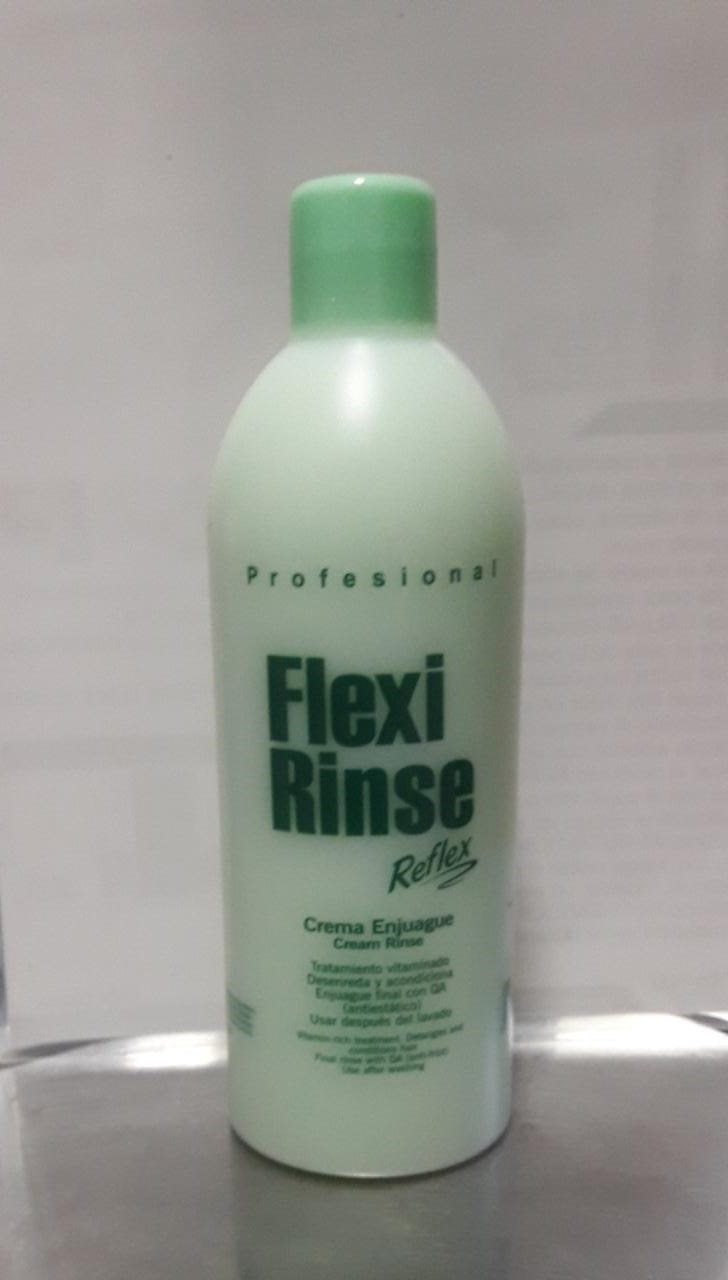 Profesional
Flexi
Rinse
Reflex
Crema Enjuague
Cream Rinse
Tratamiento vitaminado
Desenreda y acondiciona
Enjuague final con QA
(antiestático)
Usar después del lavado
Vitamin-rich treatment. Detangles and
conditions hair
Final rinse with QA (anti-frizz)
Use after washing